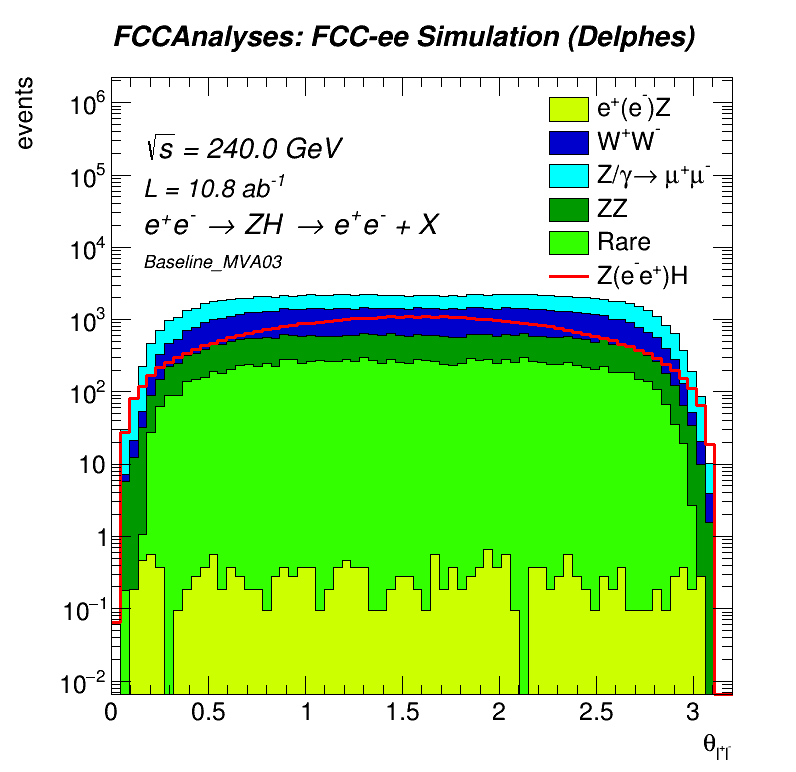 FCCAnalyses: FCC-ee Simulation (Delphes)
events
√s = 240.0 GeV
L = 10.8 ab⁻¹
e⁺e⁻ → ZH → e⁺e⁻ + X
Baseline_MVA03
e⁺(e⁻)Z
W⁺W⁻
Z/γ→ μ⁺μ⁻
ZZ
Rare
Z(e⁻e⁺)H
10⁶
10⁵
10⁴
10³
10²
10
1
10⁻¹
10⁻²
0 0.5 1 1.5 2 2.5 3
θ_{l⁺l⁻}